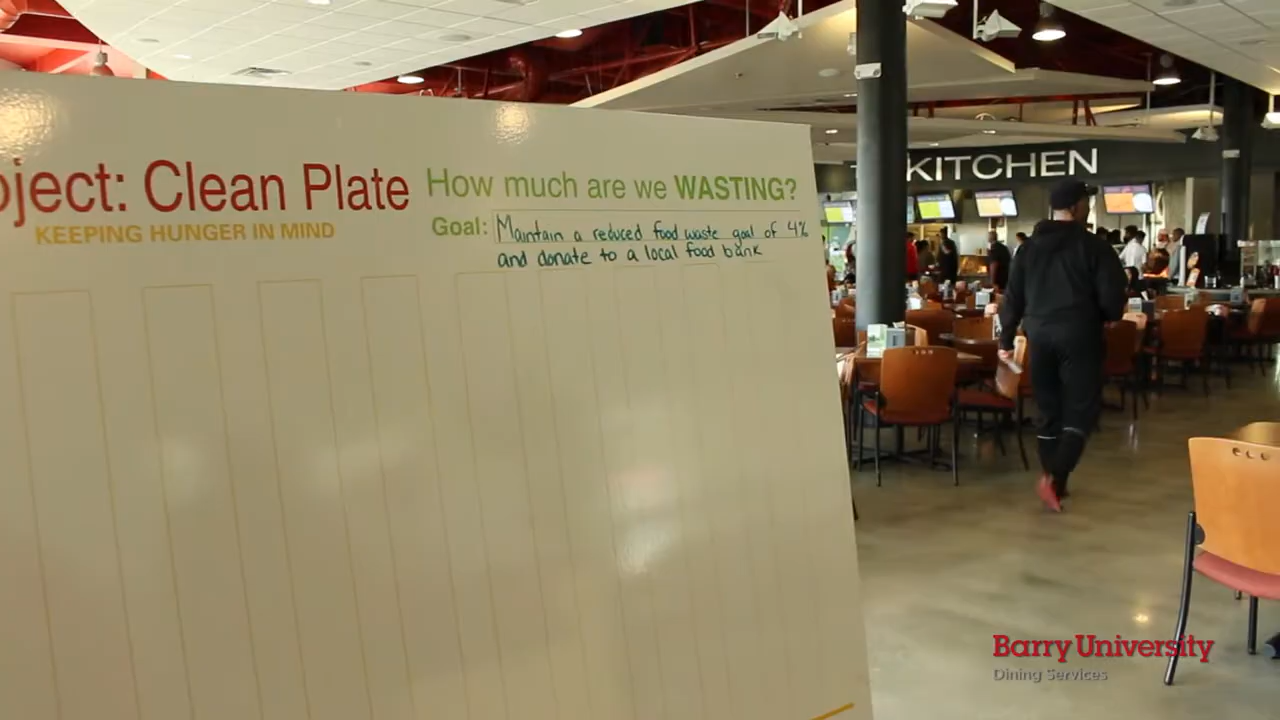 oject: Clean Plate
KEEPING HUNGER IN MIND
How much are we WASTING?
Goal: Maintain a reduced food waste goal of 4%
and donate to a local food bank
KITCHEN
Barry University
Dining Services